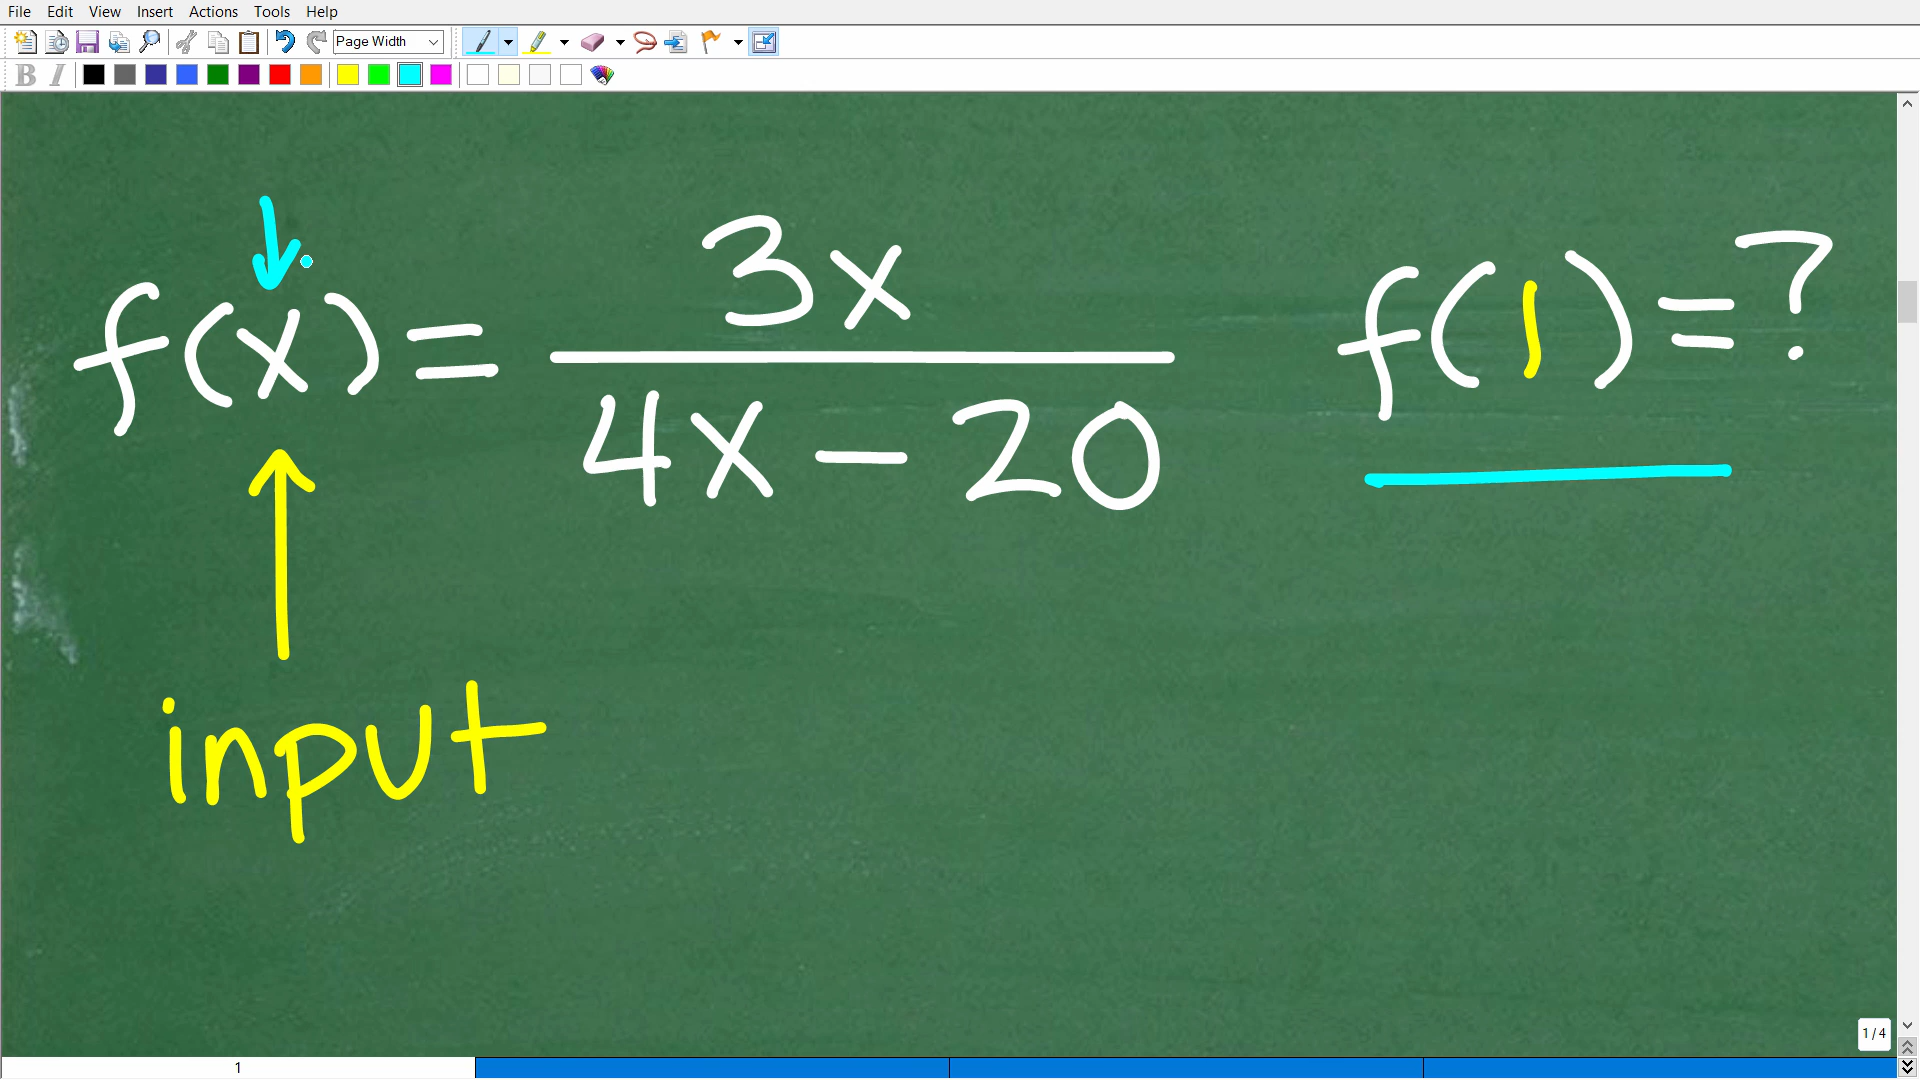 File Edit View Insert Actions Tools Help
Page Width
B I
f(x) = 3x / 4x - 20
f(1) = ?
input
1 / 4
1